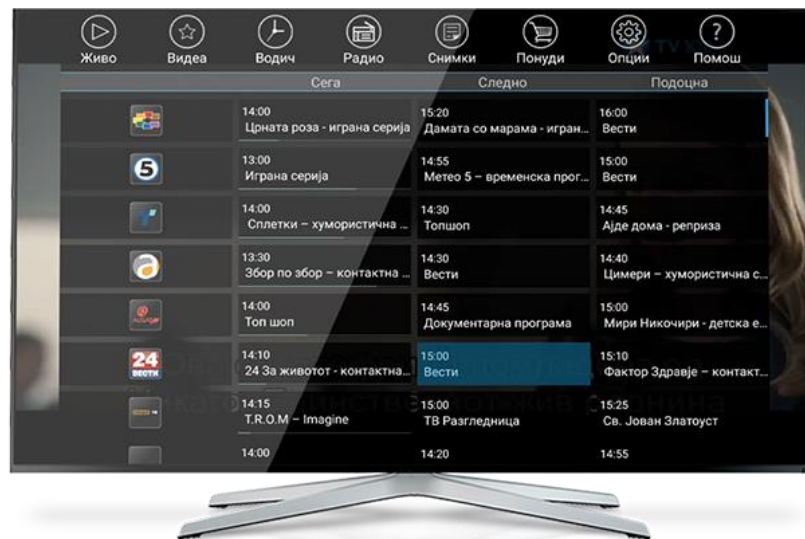 Живо Видеа Водич Радио Снимки Понуди Опции Помош
Сега Следно Подоцна
14:00 15:20 16:00
Црната роза - играна серија Дамата со марама - игран... Вести
5
13:00 14:55 15:00
Играна серија Метео 5 – временска прог... Вести
14:00 14:30 14:45
Сплетки – хумористична ... Топшоп Ајде дома - реприза
13:30 14:30 14:40
Збор по збор – контактна ... Вести Цимери – хумористична с...
14:00 14:45 15:00
Топ шоп Документарна програма Мири Никочири - детска е...
24 ВЕСТИ
14:10 15:00 15:10
24 За животот - контактна... Вести Фактор Здравје – контакт...
14:15 15:00 15:25
T.R.O.M – Imagine ТВ Разгледница Св. Јован Златоуст
14:00 14:20 14:55